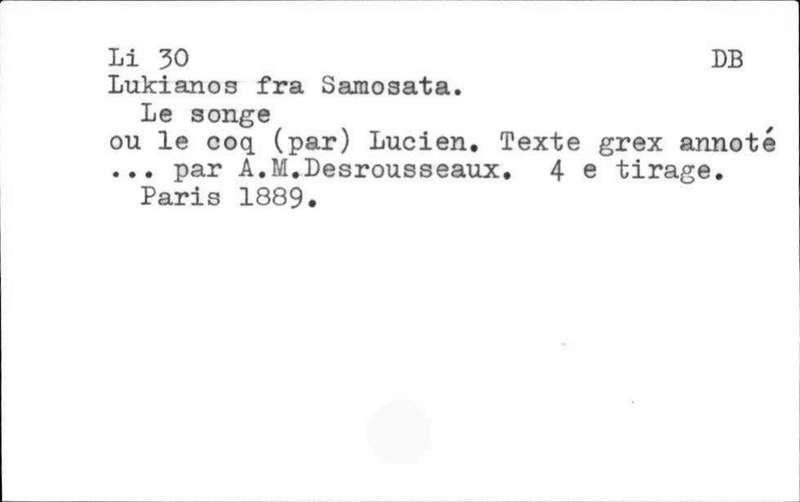 Li 30 DB
Lukianos fra Samosata.
Le songe
ou le coq (par) Lucien. Texte grex annoté
... par A.M.Desrousseaux. 4 e tirage.
Paris 1889.